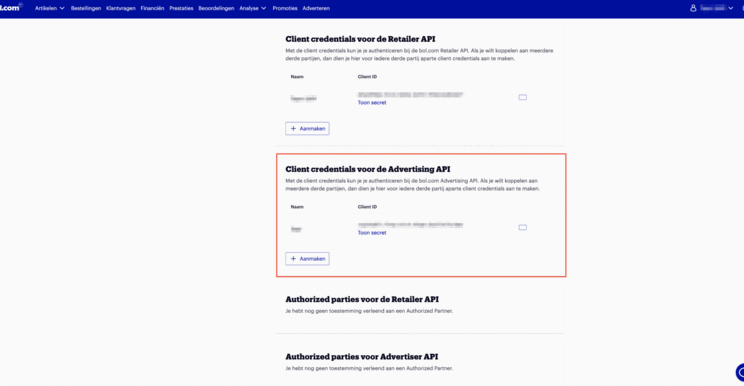 l.com
Artikelen Bestellingen Klantvragen Financiën Prestaties Beoordelingen Analyse Promoties Adverteren
Client credentials voor de Retailer API
Met de client credentials kun je je authenticeren bij de bol.com Retailer API. Als je wilt koppelen aan meerdere
derde partijen, dan dien je hier voor iedere derde partij aparte client credentials aan te maken.
Naam Client ID
Toon secret
+ Aanmaken
Client credentials voor de Advertising API
Met de client credentials kun je je authenticeren bij de bol.com Advertising API. Als je wilt koppelen aan
meerdere derde partijen, dan dien je hier voor iedere derde partij aparte client credentials aan te maken.
Naam Client ID
Toon secret
+ Aanmaken
Authorized parties voor de Retailer API
Je hebt nog geen toestemming verleend aan een Authorized Partner.
Authorized parties voor de Advertiser API
Je hebt nog geen toestemming verleend aan een Authorized Partner.